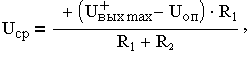 U_ср = ( + (U⁺_вых max – U_оп) · R₁) / (R₁ + R₂) ,